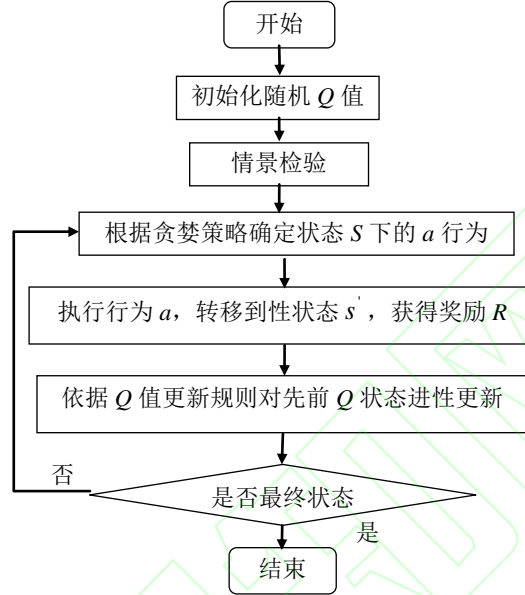 开始
初始化随机 Q 值
情景检验
根据贪婪策略确定状态 S 下的 a 行为
执行行为 a，转移到性状态 s'，获得奖励 R
依据 Q 值更新规则对先前 Q 状态进性更新
否
是否最终状态
是
结束